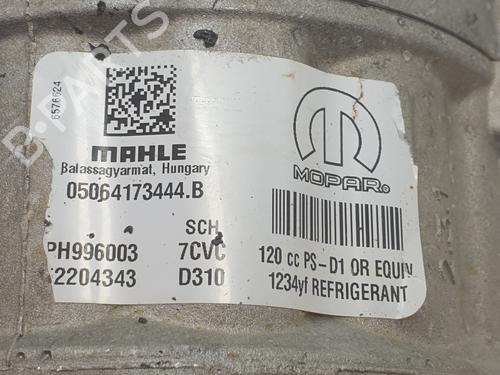 6576624
MAHLE
Balassagyarmat, Hungary
05064173444.B
SCH
PH996003 7CVC
2204343 D310
MOPAR®
120 cc PS-D1 OR EQUIV
1234yf REFRIGERANT
B-PARTS